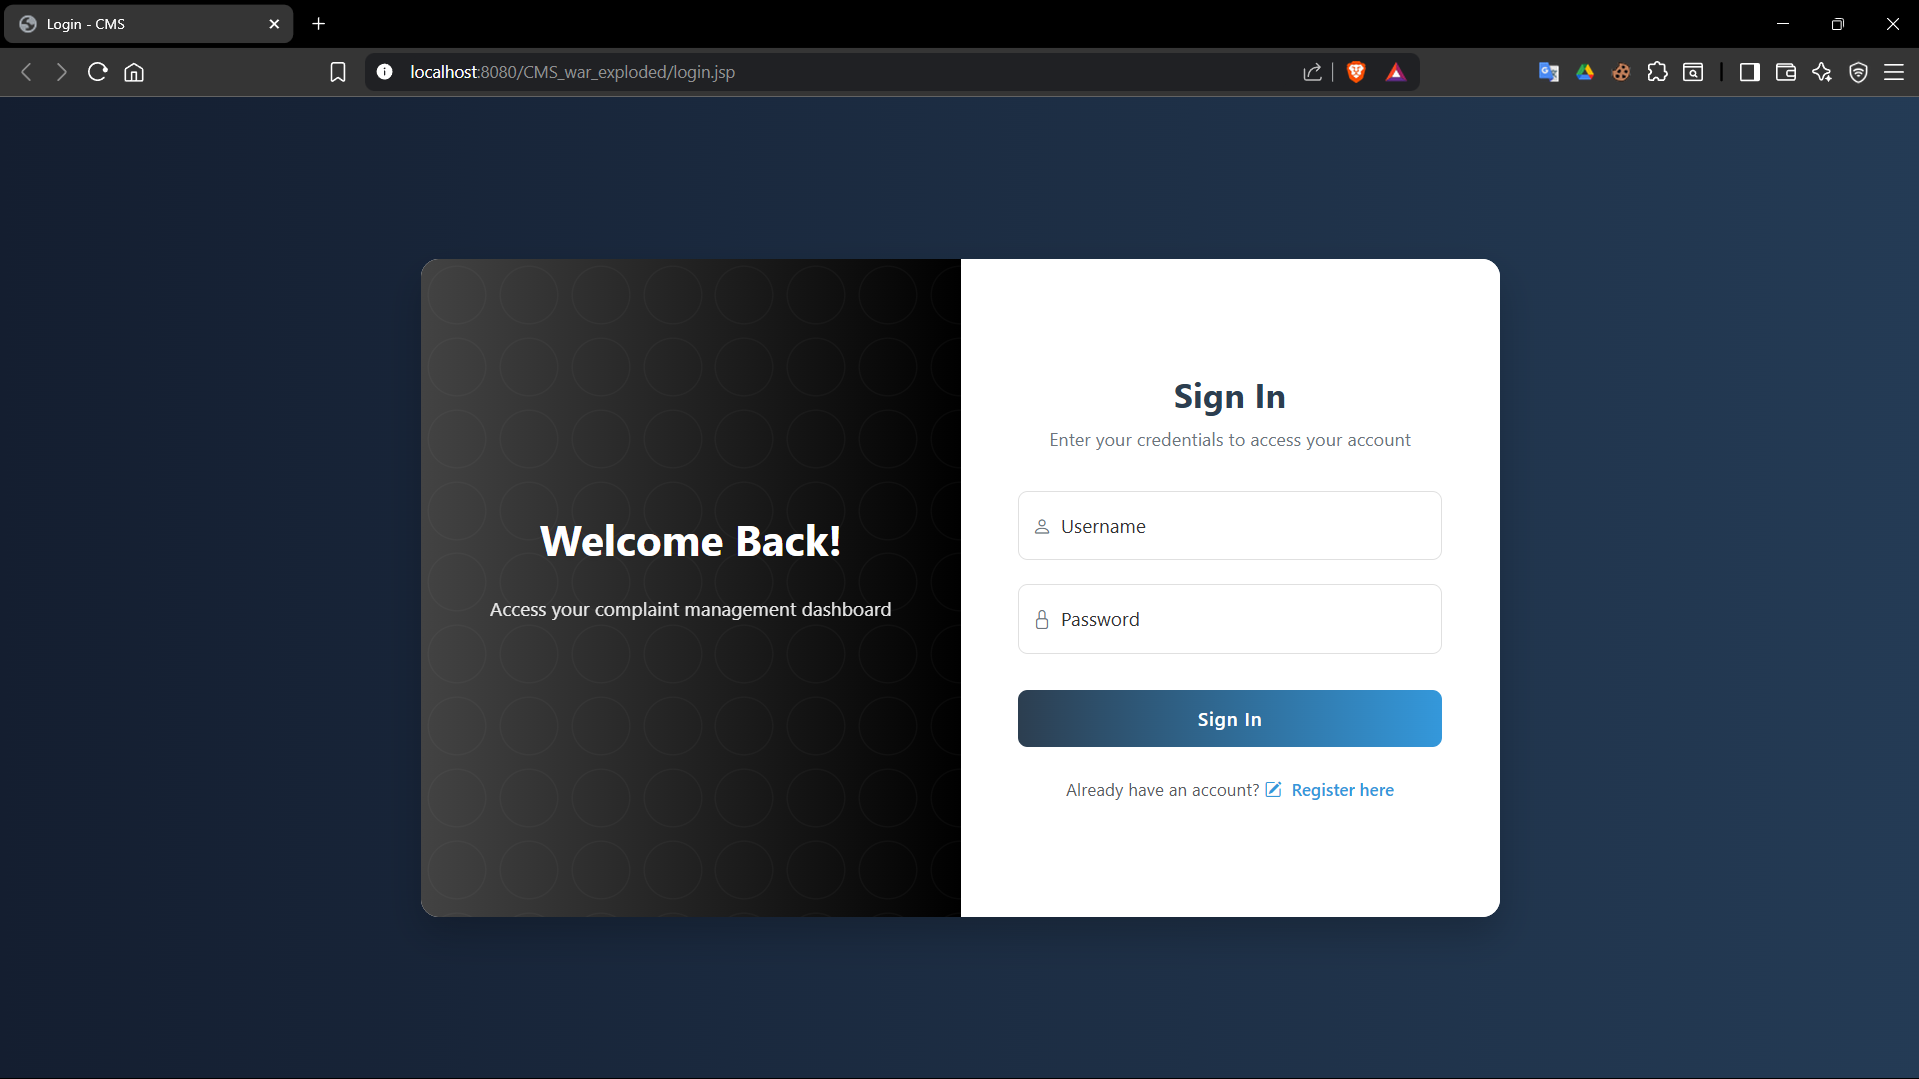 Login - CMS
localhost:8080/CMS_war_exploded/login.jsp
Welcome Back!
Access your complaint management dashboard
Sign In
Enter your credentials to access your account
Username
Password
Sign In
Already have an account? Register here